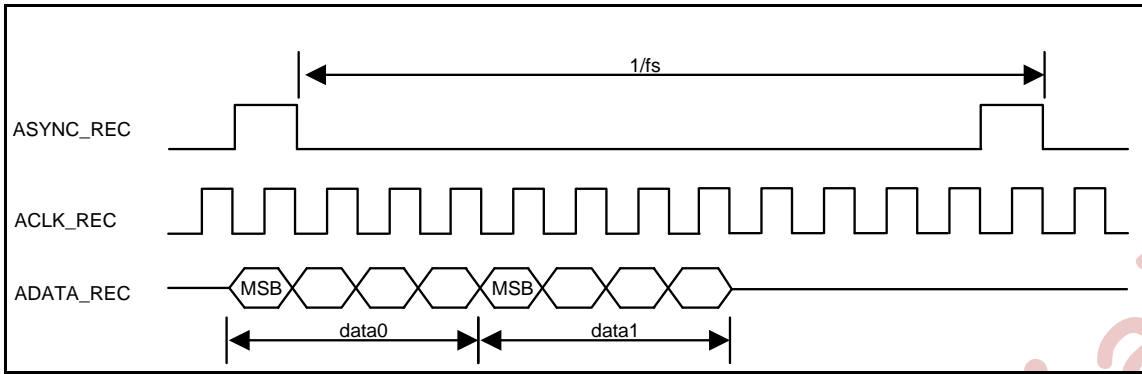 1/fs
ASYNC_REC
ACLK_REC
ADATA_REC
MSB
MSB
data0
data1